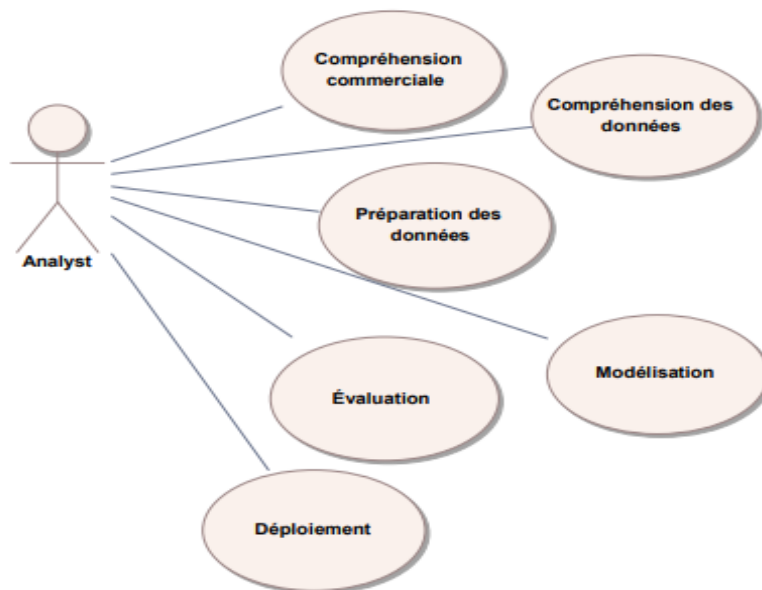 Compréhension
commerciale
Compréhension des
données
Préparation des
données
Analyst
Modélisation
Évaluation
Déploiement